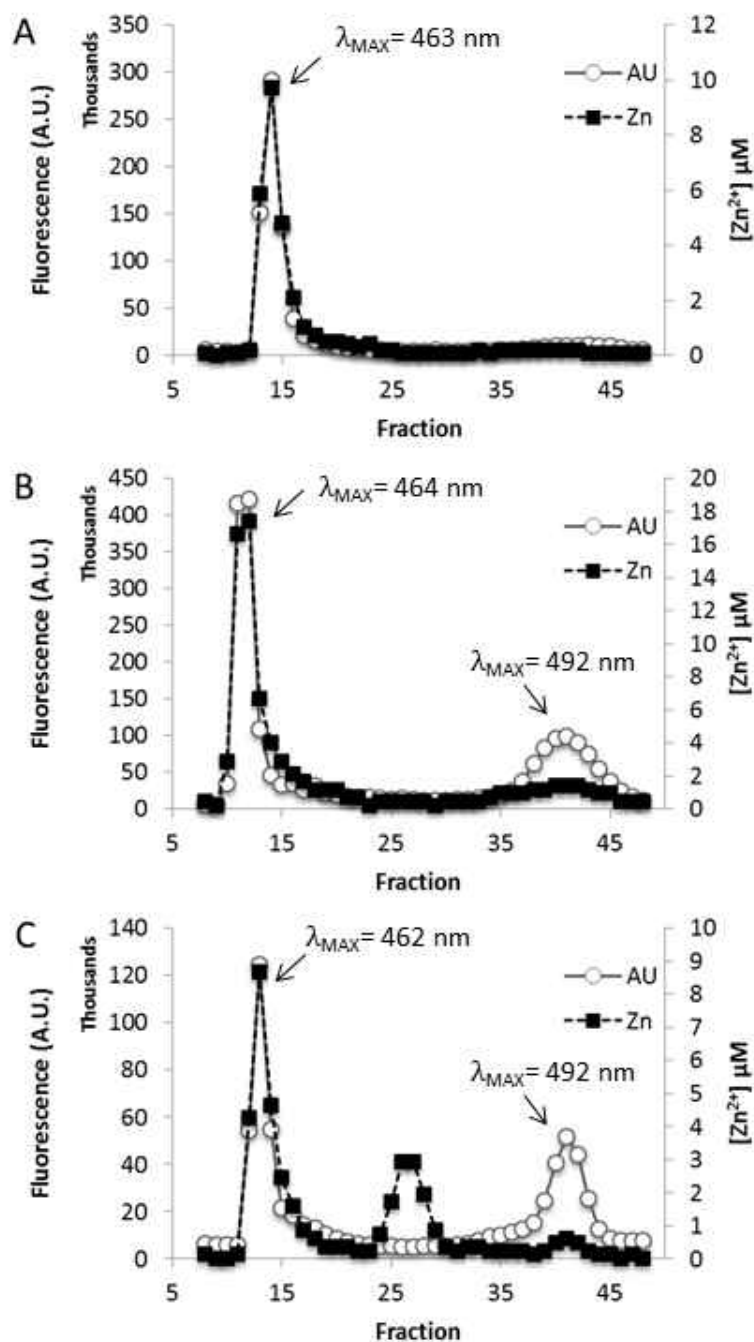 A
Fluorescence (A.U.)
Thousands
350
300
250
200
150
100
50
0
λMAX= 463 nm
AU
Zn
12
10
8
6
4
2
0
[Zn²⁺] µM
5 15 25 35 45
Fraction
B
Fluorescence (A.U.)
Thousands
450
400
350
300
250
200
150
100
50
0
λMAX= 464 nm
AU
Zn
λMAX= 492 nm
20
18
16
14
12
10
8
6
4
2
0
[Zn²⁺] µM
5 15 25 35 45
Fraction
C
Fluorescence (A.U.)
Thousands
140
120
100
80
60
40
20
0
λMAX= 462 nm
AU
Zn
λMAX= 492 nm
10
9
8
7
6
5
4
3
2
1
0
[Zn²⁺] µM
5 15 25 35 45
Fraction